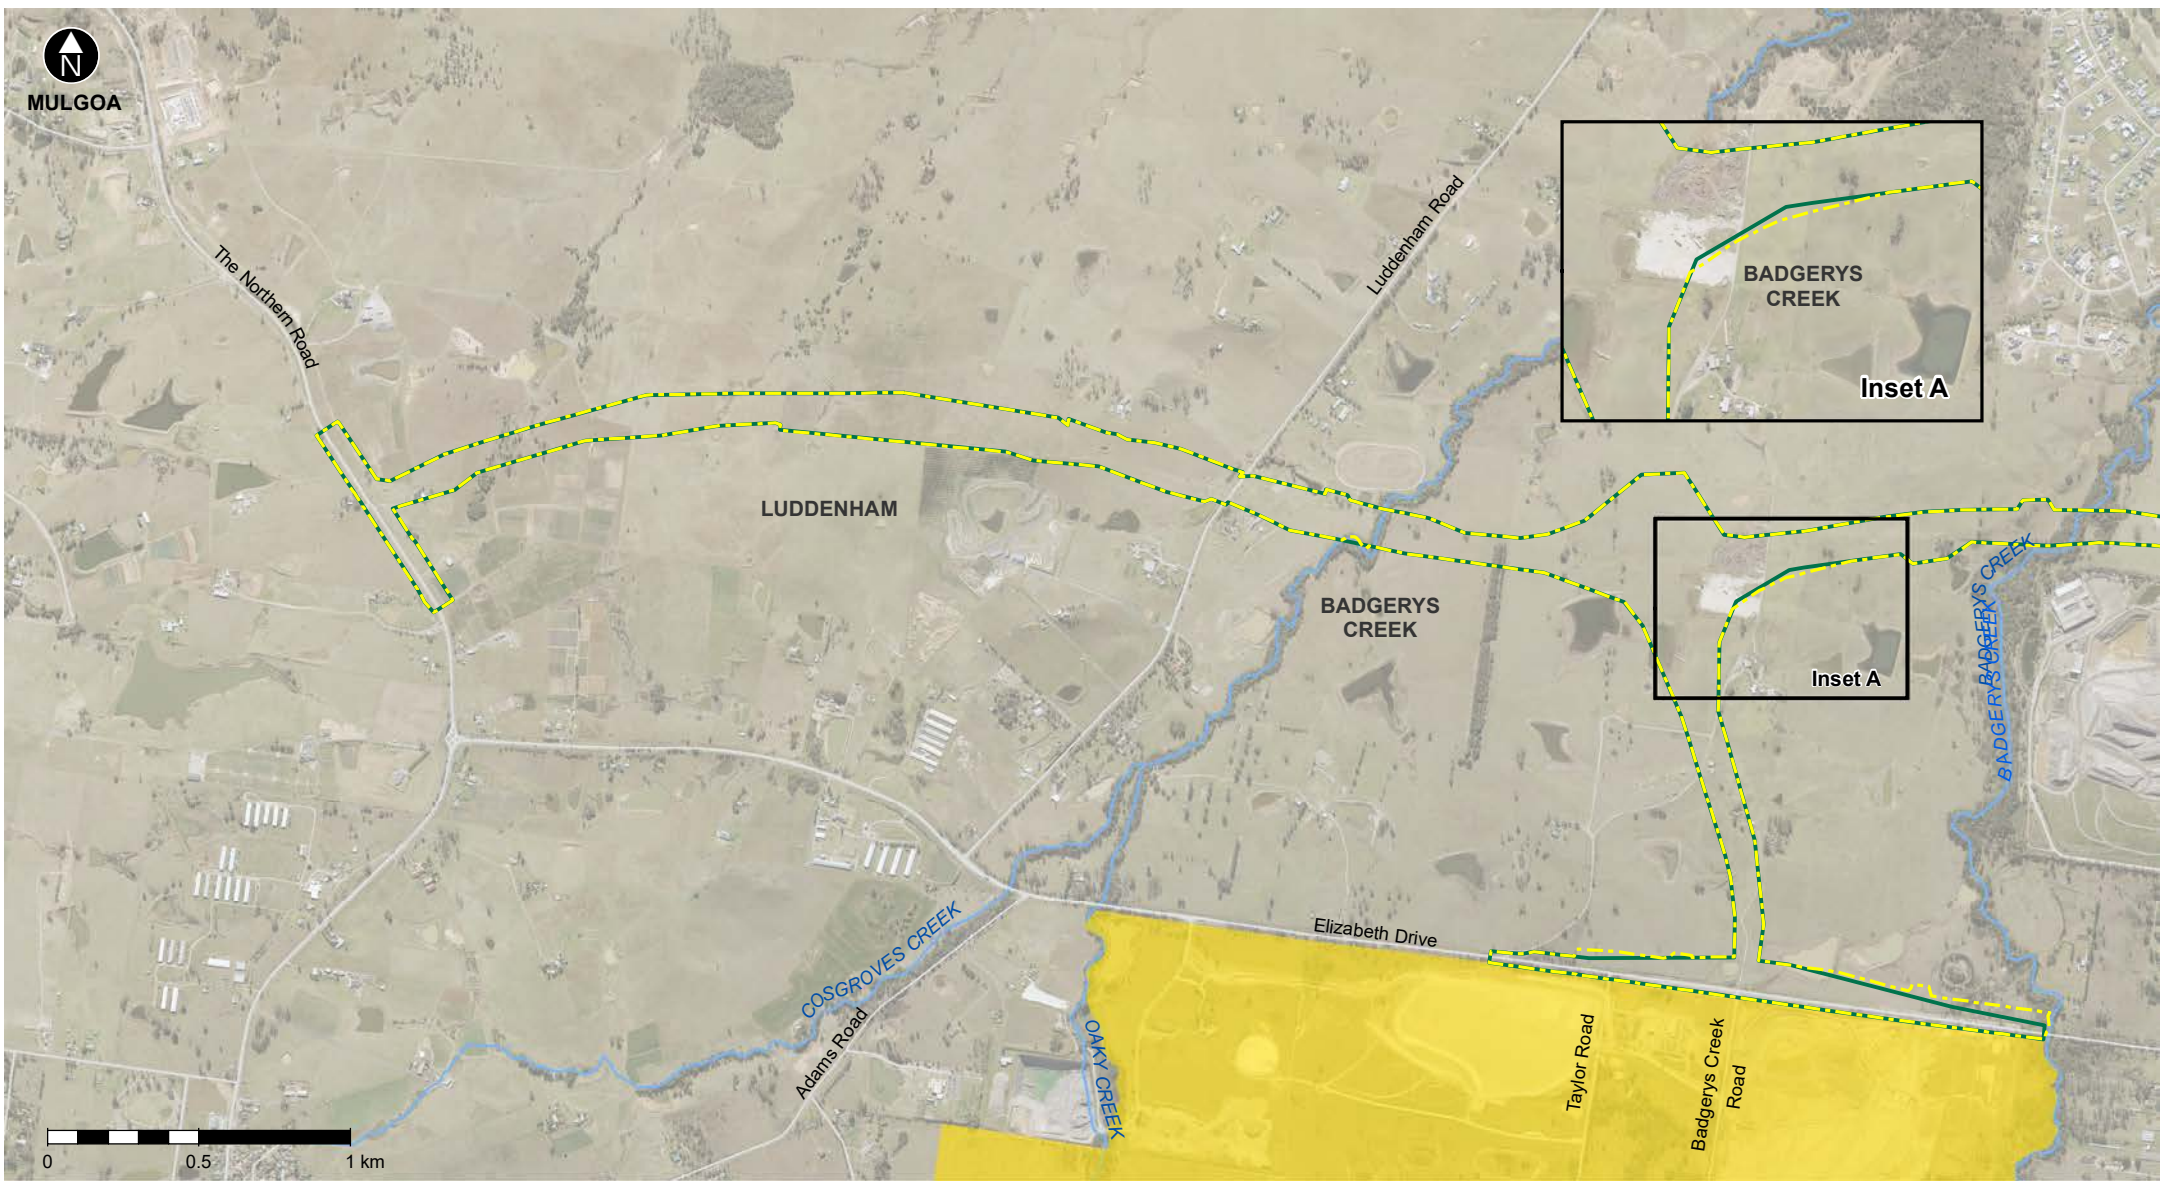 N
MULGOA
The Northern Road
Luddenham Road
BADGERYS
CREEK
Inset A
LUDDENHAM
BADGERYS
CREEK
BADGERYS CREEK
BADGERYS CREEK
Inset A
Elizabeth Drive
COSGROVES CREEK
Adams Road
OAKY CREEK
Taylor Road
Badgerys Creek
Road
0 0.5 1 km